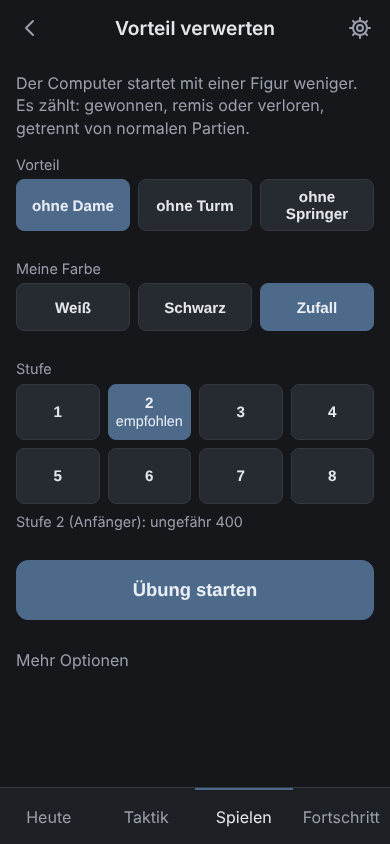 Vorteil verwerten
Der Computer startet mit einer Figur weniger.
Es zählt: gewonnen, remis oder verloren,
getrennt von normalen Partien.
Vorteil
ohne Dame
ohne Turm
ohne
Springer
Meine Farbe
Weiß
Schwarz
Zufall
Stufe
1
2
empfohlen
3
4
5
6
7
8
Stufe 2 (Anfänger): ungefähr 400
Übung starten
Mehr Optionen
Heute
Taktik
Spielen
Fortschritt